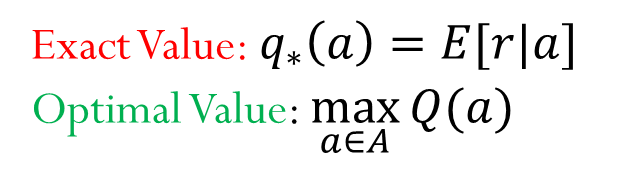 Exact Value: q_*(a) = E[r|a]
Optimal Value: max_{a∈A} Q(a)